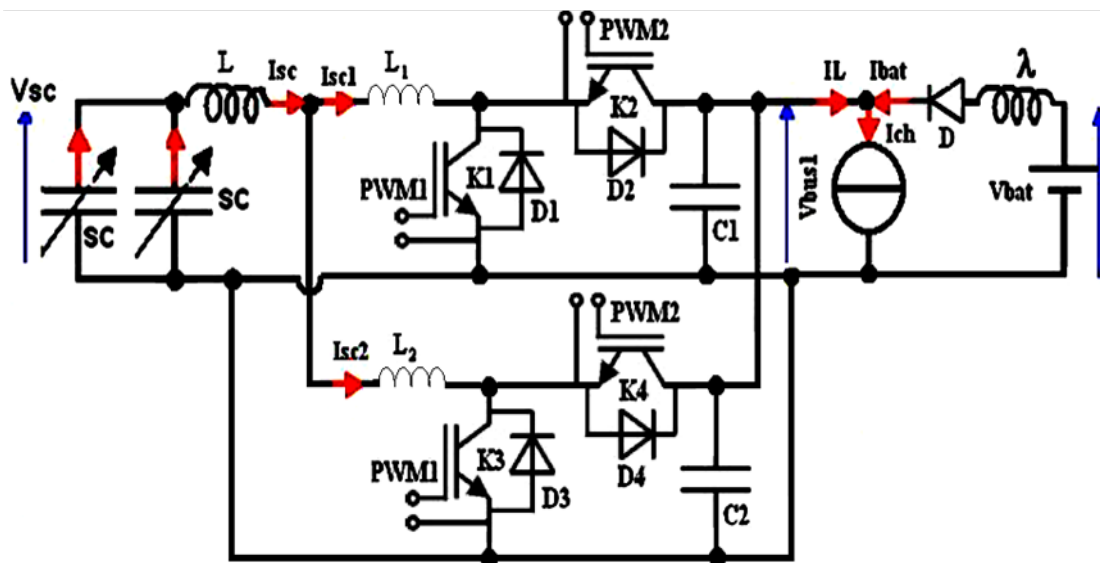 PWM2
L Isc Isc1 L1 IL Ibat λ
Vsc
K2
Ich D
SC SC
PWM1 K1 D1 D2 C1 Vbus1 Vbat
PWM2
Isc2 L2
K4
PWM1 K3 D3 D4 C2